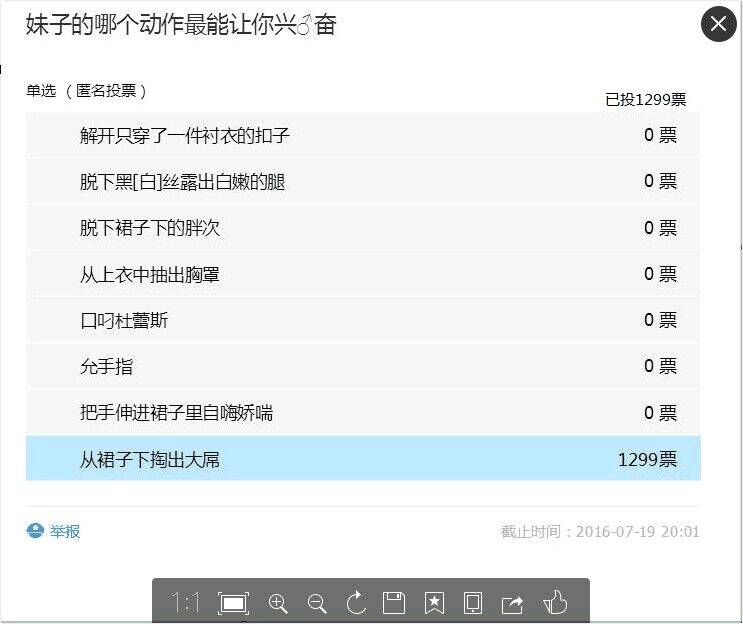 妹子的哪个动作最能让你兴♂奋
单选 （ 匿名投票 ）
已投1299票
解开只穿了一件衬衣的扣子 0 票
脱下黑[白]丝露出白嫩的腿 0 票
脱下裙子下的胖次 0 票
从上衣中抽出胸罩 0 票
口叼杜蕾斯 0 票
允手指 0 票
把手伸进裙子里自嗨娇喘 0 票
从裙子下掏出大屌 1299票
举报 截止时间：2016-07-19 20:01
1:1